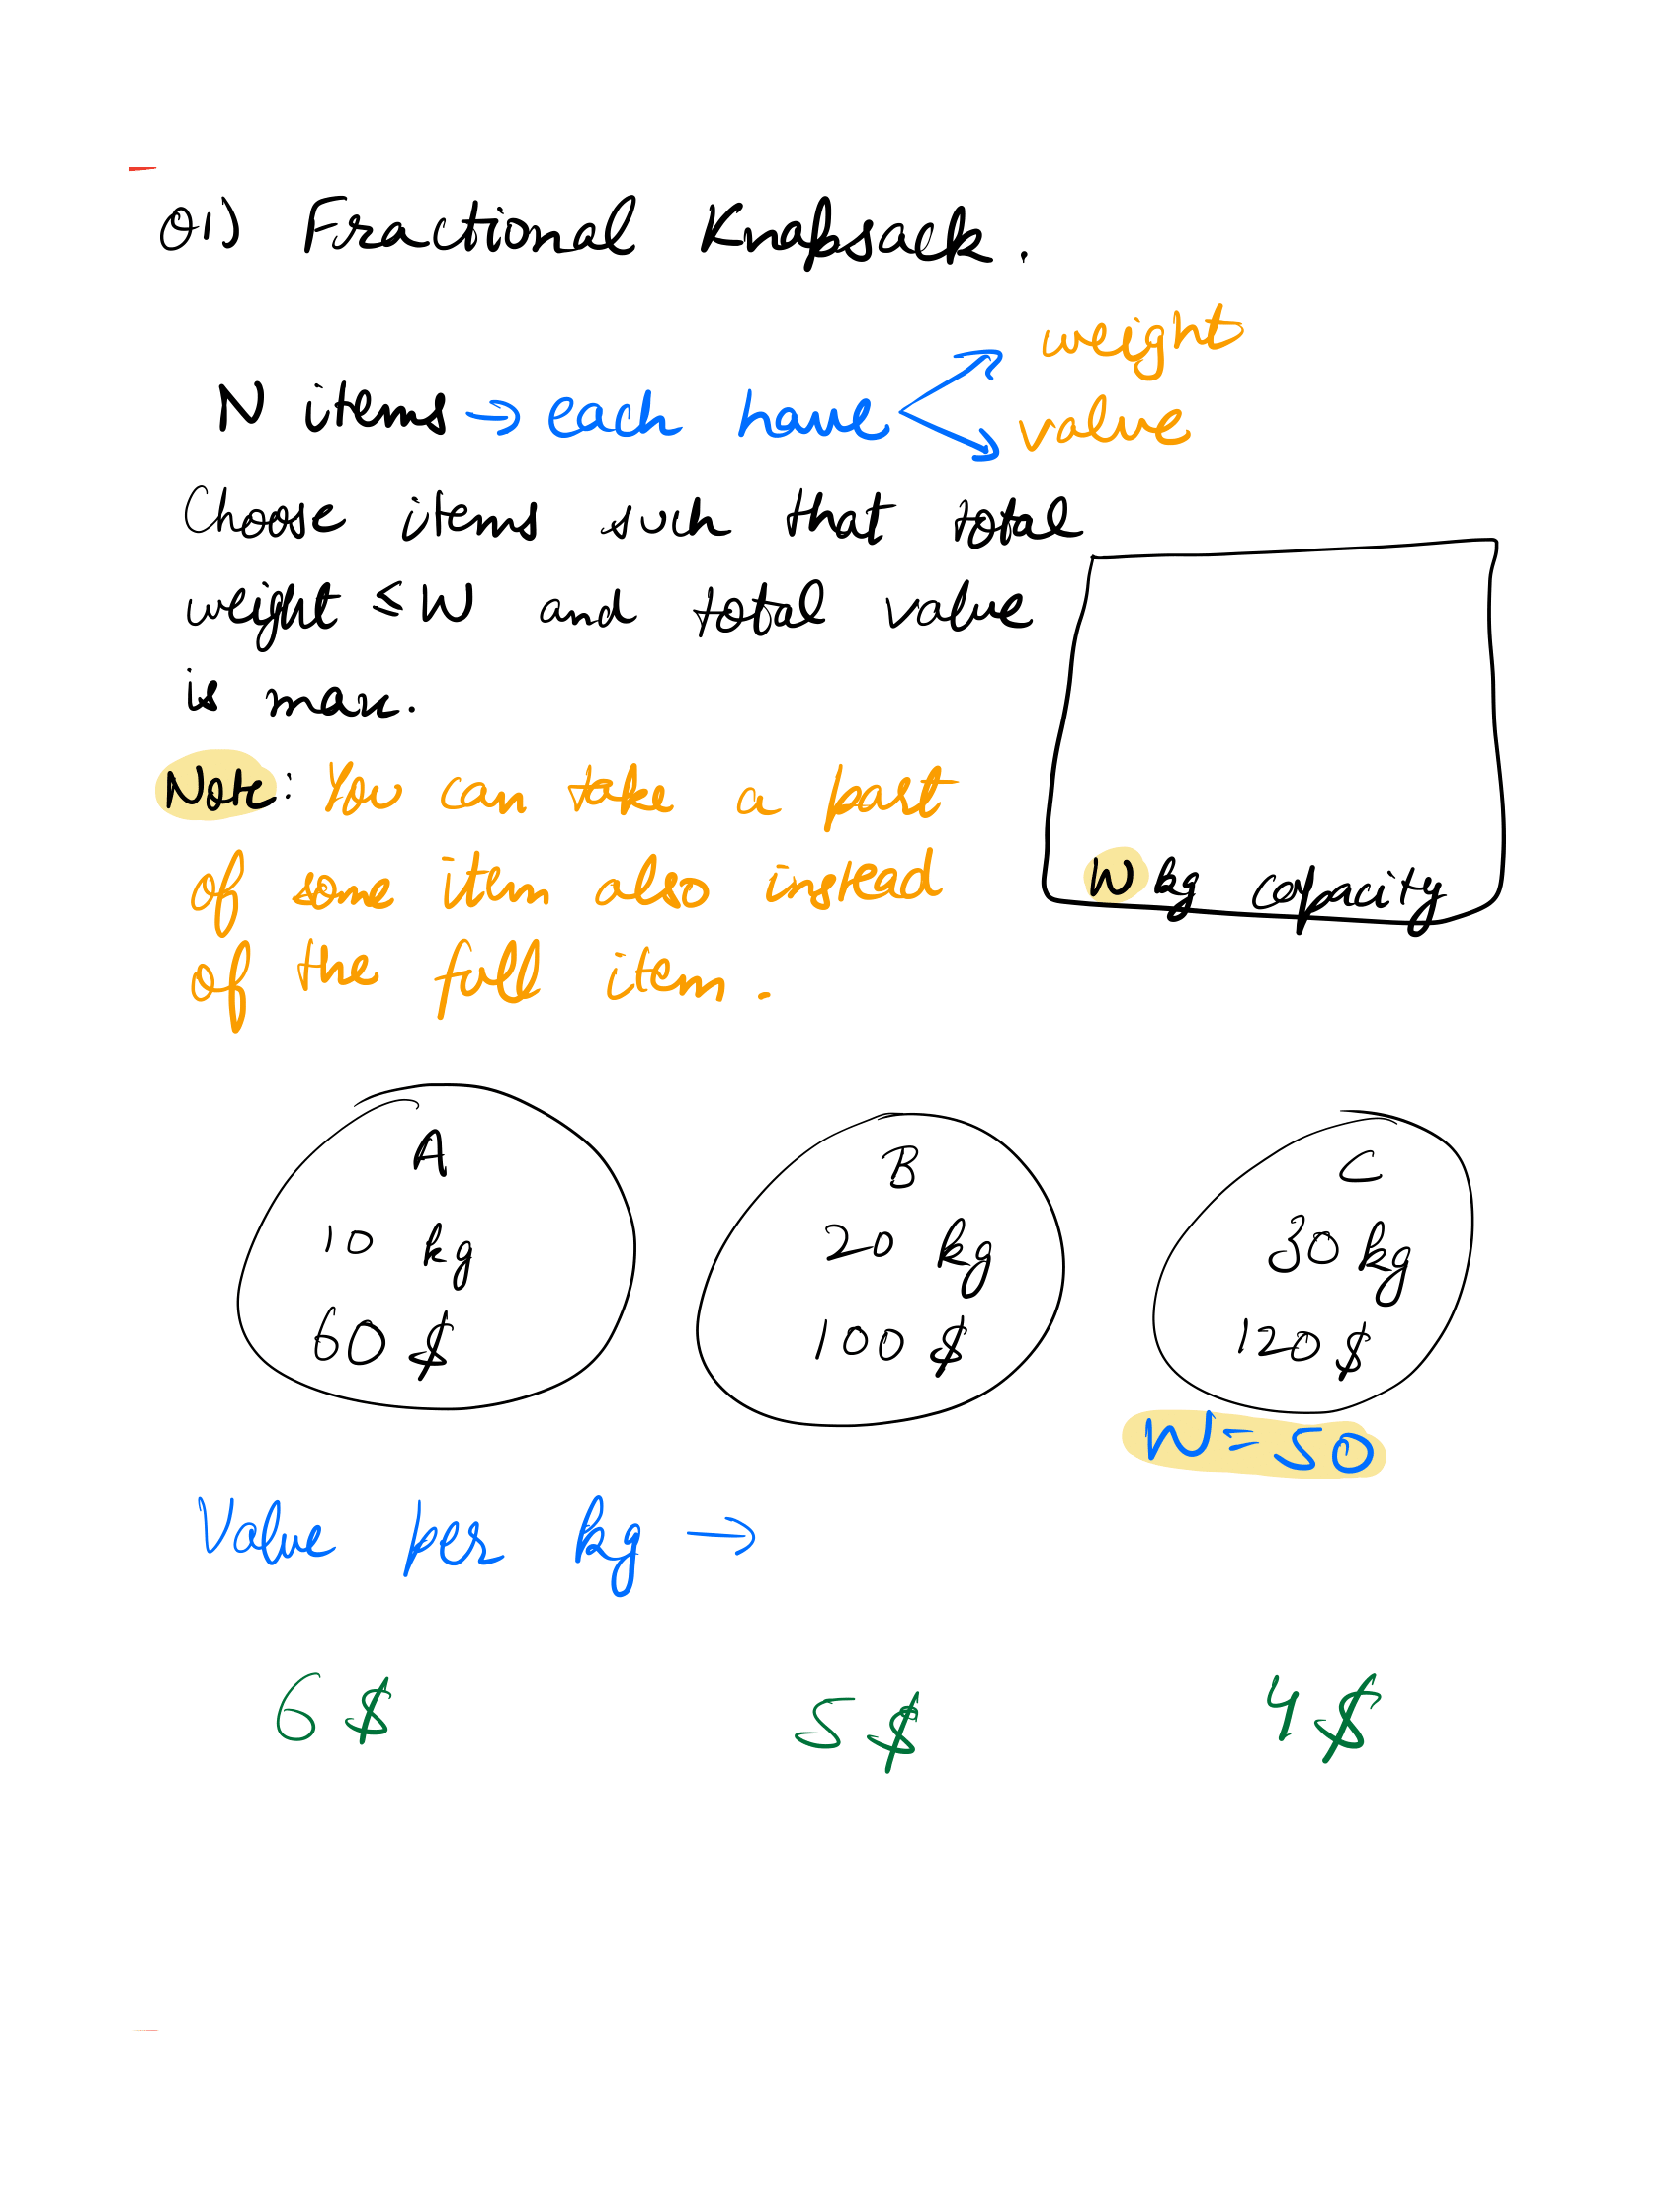 Q1) Fractional Knapsack.
weight
N items → each have
value
Choose items such that total
weight ≤ W and total value
is max.
Note: You can take a part
of some item also instead
of the full item.
W kg capacity
A B C
10 kg 20 kg 30 kg
60 $ 100 $ 120 $
W = 50
Value per kg →
6 $ 5 $ 4 $